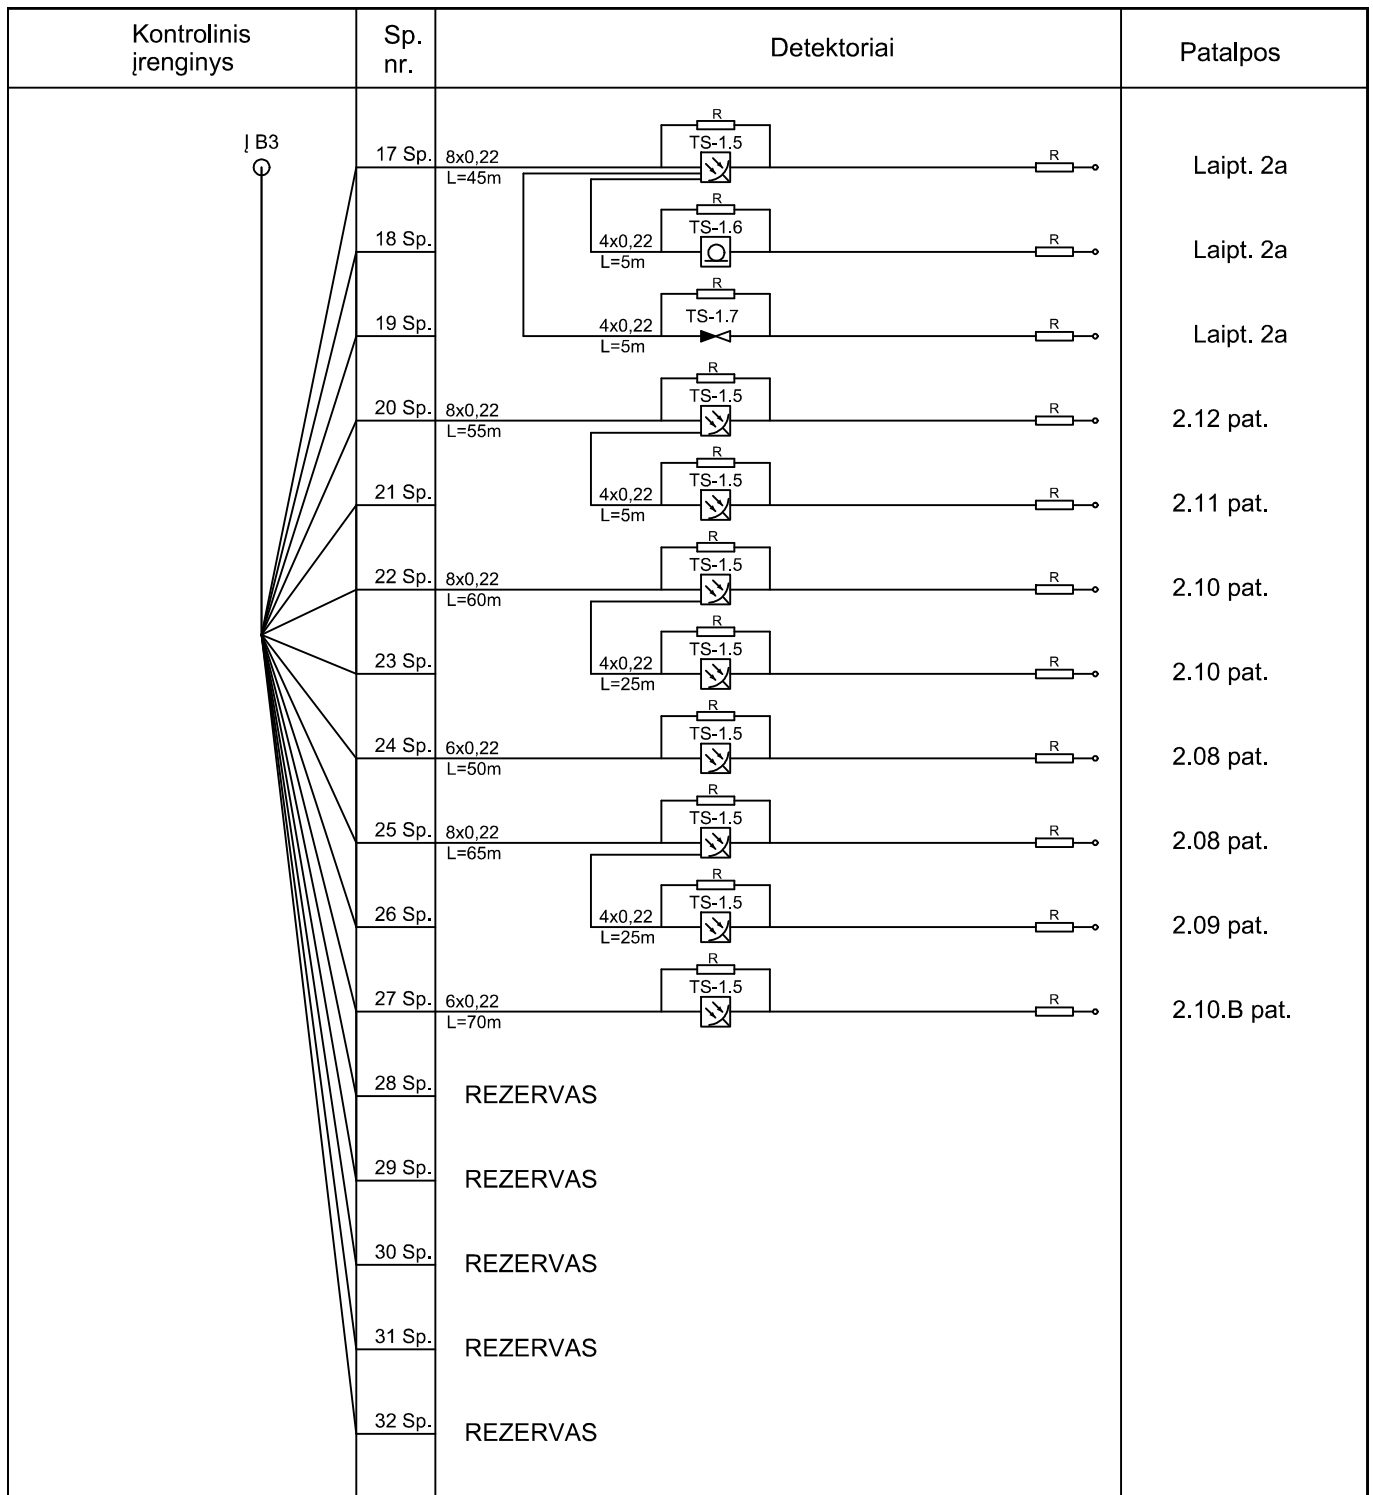 Kontrolinis
įrenginys
Sp.
nr.
Detektoriai
Patalpos
Į B3
17 Sp.
8x0,22
L=45m
R
TS-1.5
R
Laipt. 2a
18 Sp.
4x0,22
L=5m
R
TS-1.6
R
Laipt. 2a
19 Sp.
4x0,22
L=5m
R
TS-1.7
R
Laipt. 2a
20 Sp.
8x0,22
L=55m
R
TS-1.5
R
2.12 pat.
21 Sp.
4x0,22
L=5m
R
TS-1.5
R
2.11 pat.
22 Sp.
8x0,22
L=60m
R
TS-1.5
R
2.10 pat.
23 Sp.
4x0,22
L=25m
R
TS-1.5
R
2.10 pat.
24 Sp.
6x0,22
L=50m
R
TS-1.5
R
2.08 pat.
25 Sp.
8x0,22
L=65m
R
TS-1.5
R
2.08 pat.
26 Sp.
4x0,22
L=25m
R
TS-1.5
R
2.09 pat.
27 Sp.
6x0,22
L=70m
R
TS-1.5
R
2.10.B pat.
28 Sp.
REZERVAS
29 Sp.
REZERVAS
30 Sp.
REZERVAS
31 Sp.
REZERVAS
32 Sp.
REZERVAS